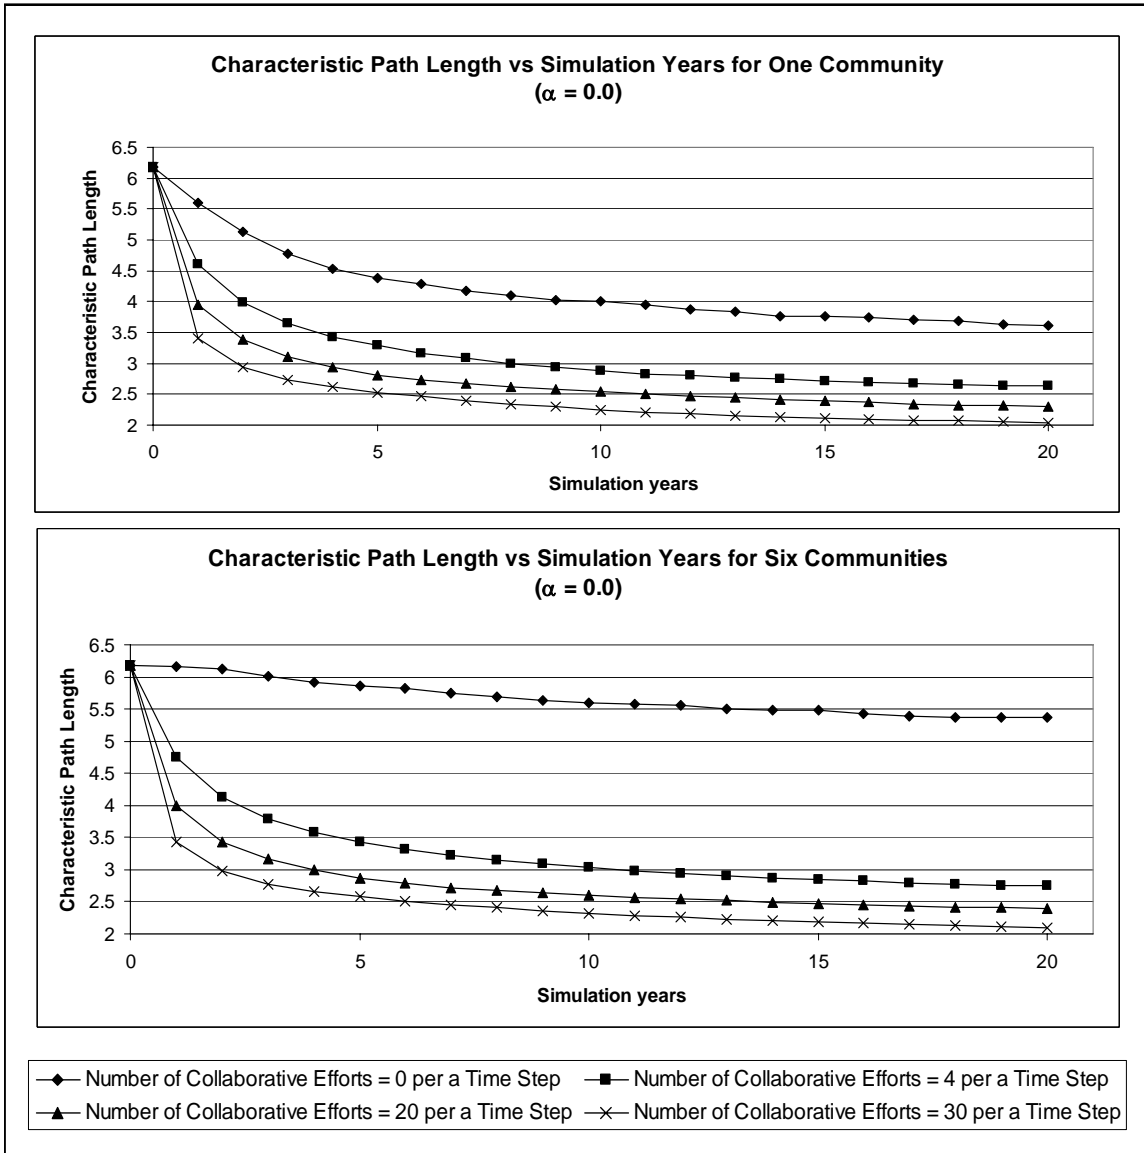 Characteristic Path Length vs Simulation Years for One Community
(α = 0.0)
6.5
6
5.5
5
4.5
4
3.5
3
2.5
2
Characteristic Path Length
0 5 10 15 20
Simulation years
Characteristic Path Length vs Simulation Years for Six Communities
(α = 0.0)
6.5
6
5.5
5
4.5
4
3.5
3
2.5
2
Characteristic Path Length
0 5 10 15 20
Simulation years
Number of Collaborative Efforts = 0 per a Time Step Number of Collaborative Efforts = 4 per a Time Step
Number of Collaborative Efforts = 20 per a Time Step Number of Collaborative Efforts = 30 per a Time Step